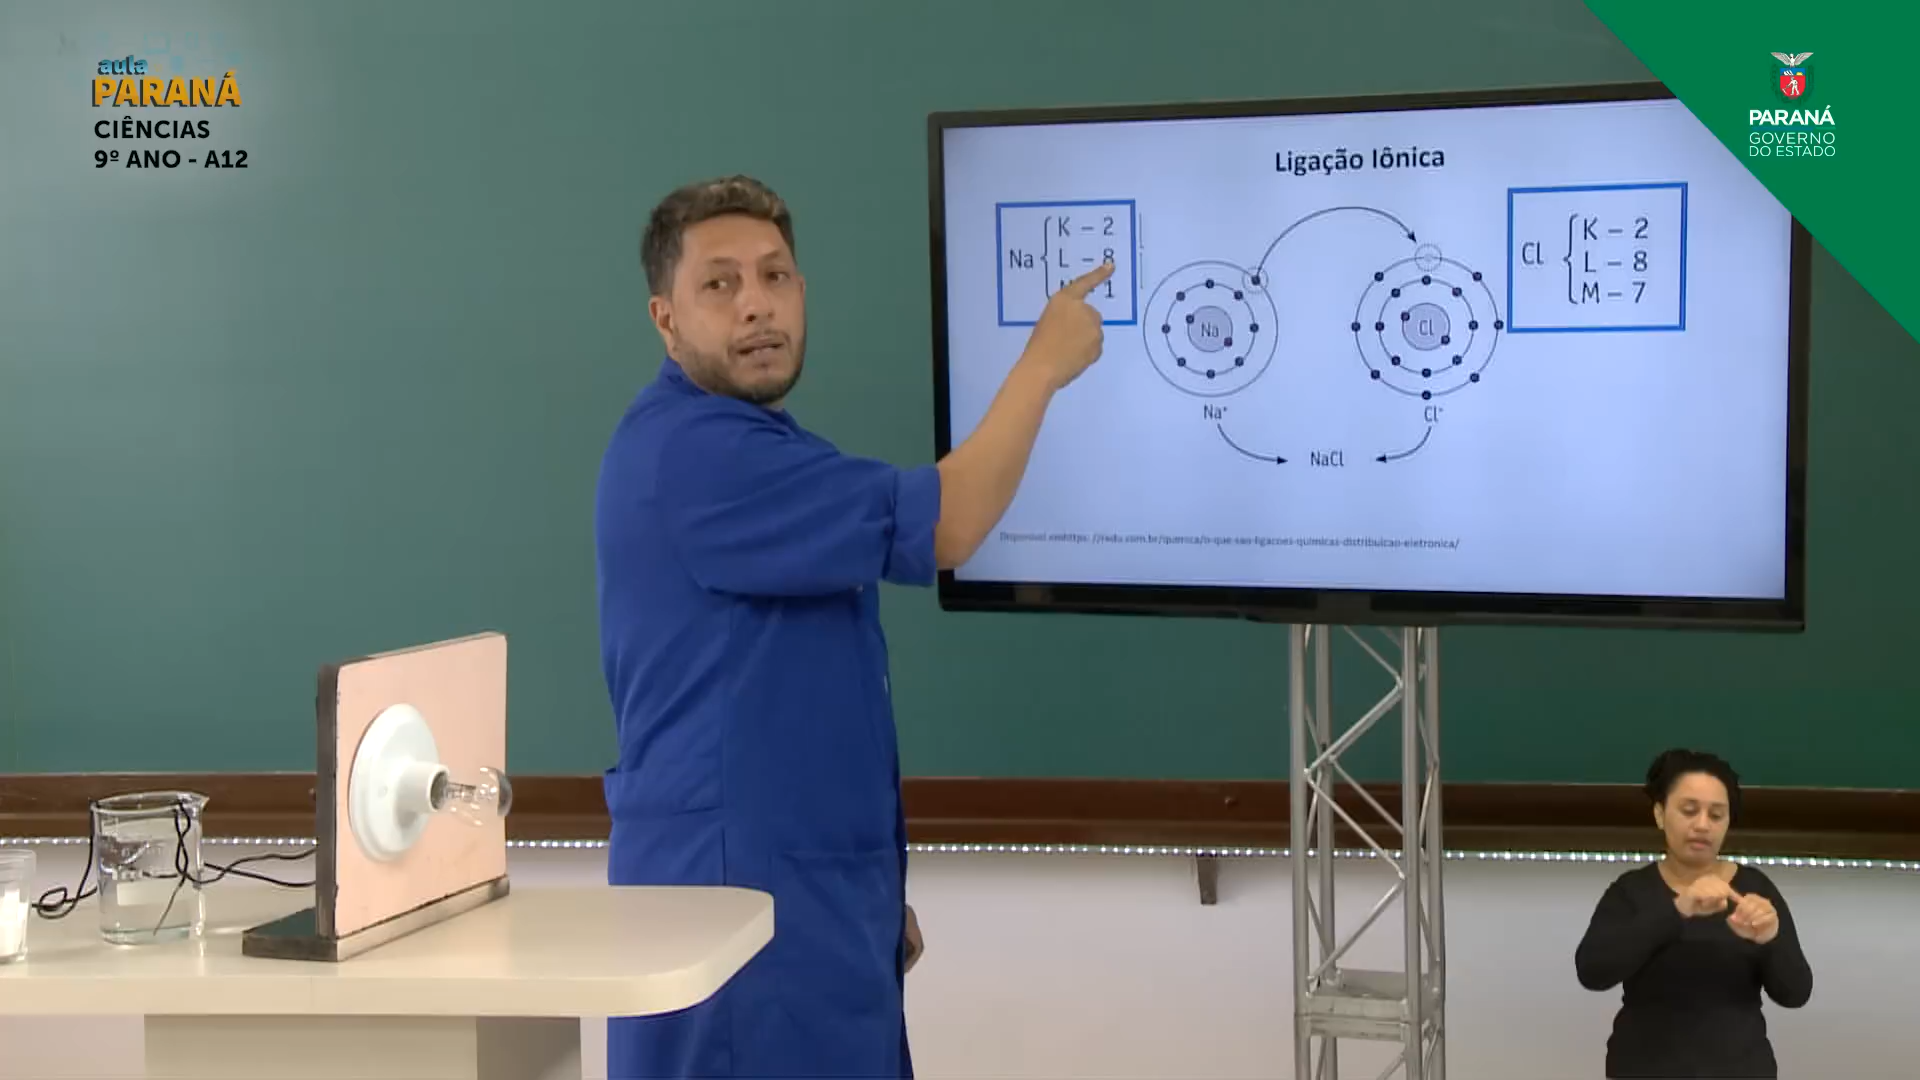 aula
PARANÁ
CIÊNCIAS
9º ANO - A12
PARANÁ
GOVERNO
DO ESTADO
Ligação Iônica
Na
K – 2
L – 8
– 1
Cl
K – 2
L – 8
M – 7
Na
Cl
Na⁺
Cl⁻
NaCl